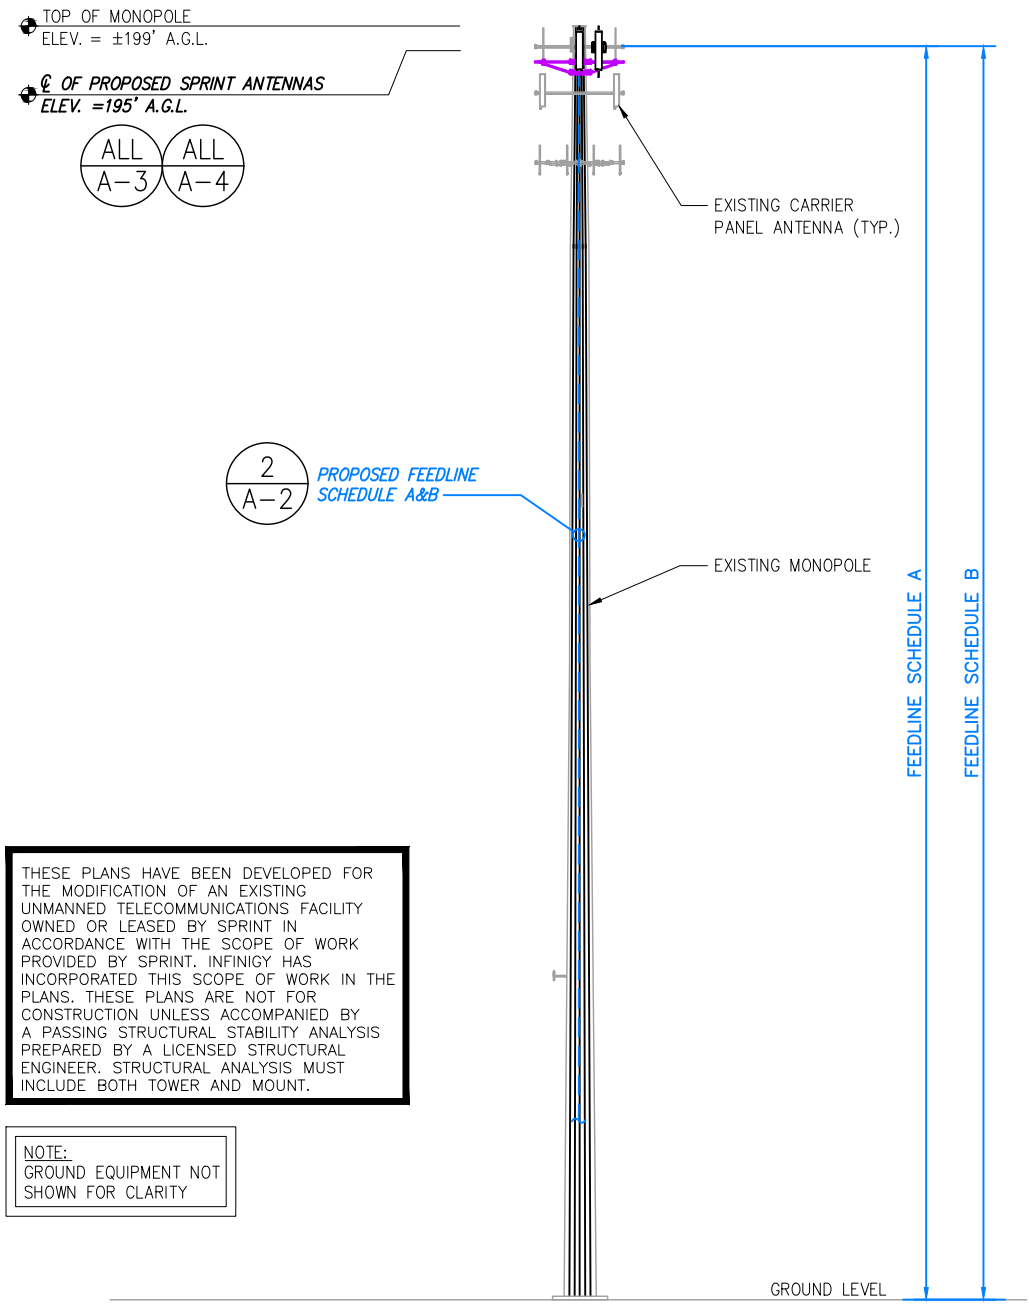 TOP OF MONOPOLE
ELEV. = ±199' A.G.L.
℄ OF PROPOSED SPRINT ANTENNAS
ELEV. =195' A.G.L.
ALL
A-3
ALL
A-4
EXISTING CARRIER
PANEL ANTENNA (TYP.)
2
A-2
PROPOSED FEEDLINE
SCHEDULE A&B
EXISTING MONOPOLE
FEEDLINE SCHEDULE A
FEEDLINE SCHEDULE B
THESE PLANS HAVE BEEN DEVELOPED FOR
THE MODIFICATION OF AN EXISTING
UNMANNED TELECOMMUNICATIONS FACILITY
OWNED OR LEASED BY SPRINT IN
ACCORDANCE WITH THE SCOPE OF WORK
PROVIDED BY SPRINT. INFINIGY HAS
INCORPORATED THIS SCOPE OF WORK IN THE
PLANS. THESE PLANS ARE NOT FOR
CONSTRUCTION UNLESS ACCOMPANIED BY
A PASSING STRUCTURAL STABILITY ANALYSIS
PREPARED BY A LICENSED STRUCTURAL
ENGINEER. STRUCTURAL ANALYSIS MUST
INCLUDE BOTH TOWER AND MOUNT.
NOTE:
GROUND EQUIPMENT NOT
SHOWN FOR CLARITY
GROUND LEVEL